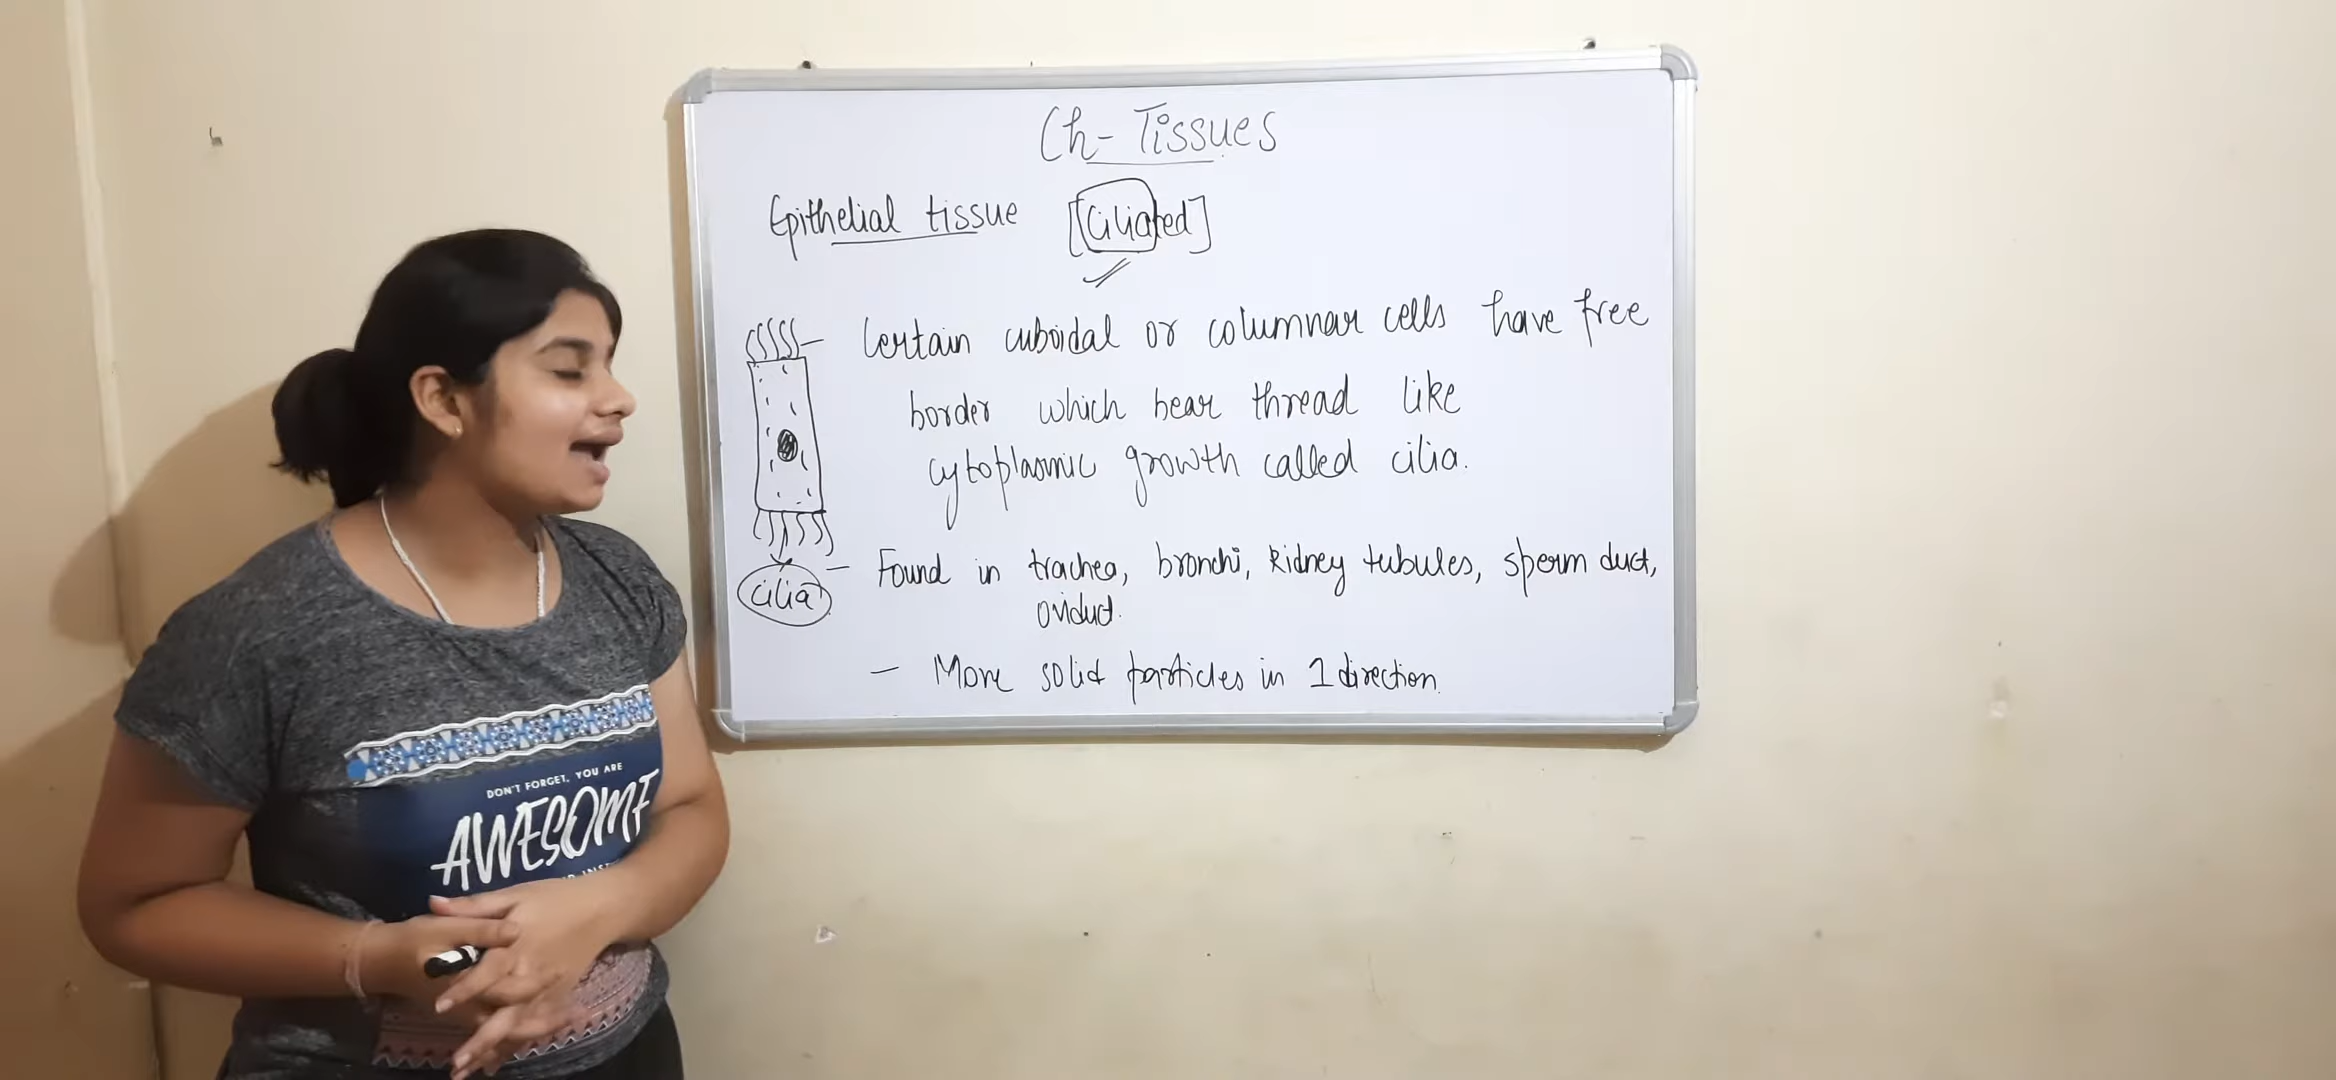 Ch- Tissues
Epithelial tissue [Ciliated]
- Certain cuboidal or columnar cells have free
border which bear thread like
cytoplasmic growth called cilia.
cilia
- Found in trachea, bronchi, kidney tubules, sperm duct,
oviduct.
- Move solid particles in 1 direction.
DON'T FORGET, YOU ARE
AWESOME